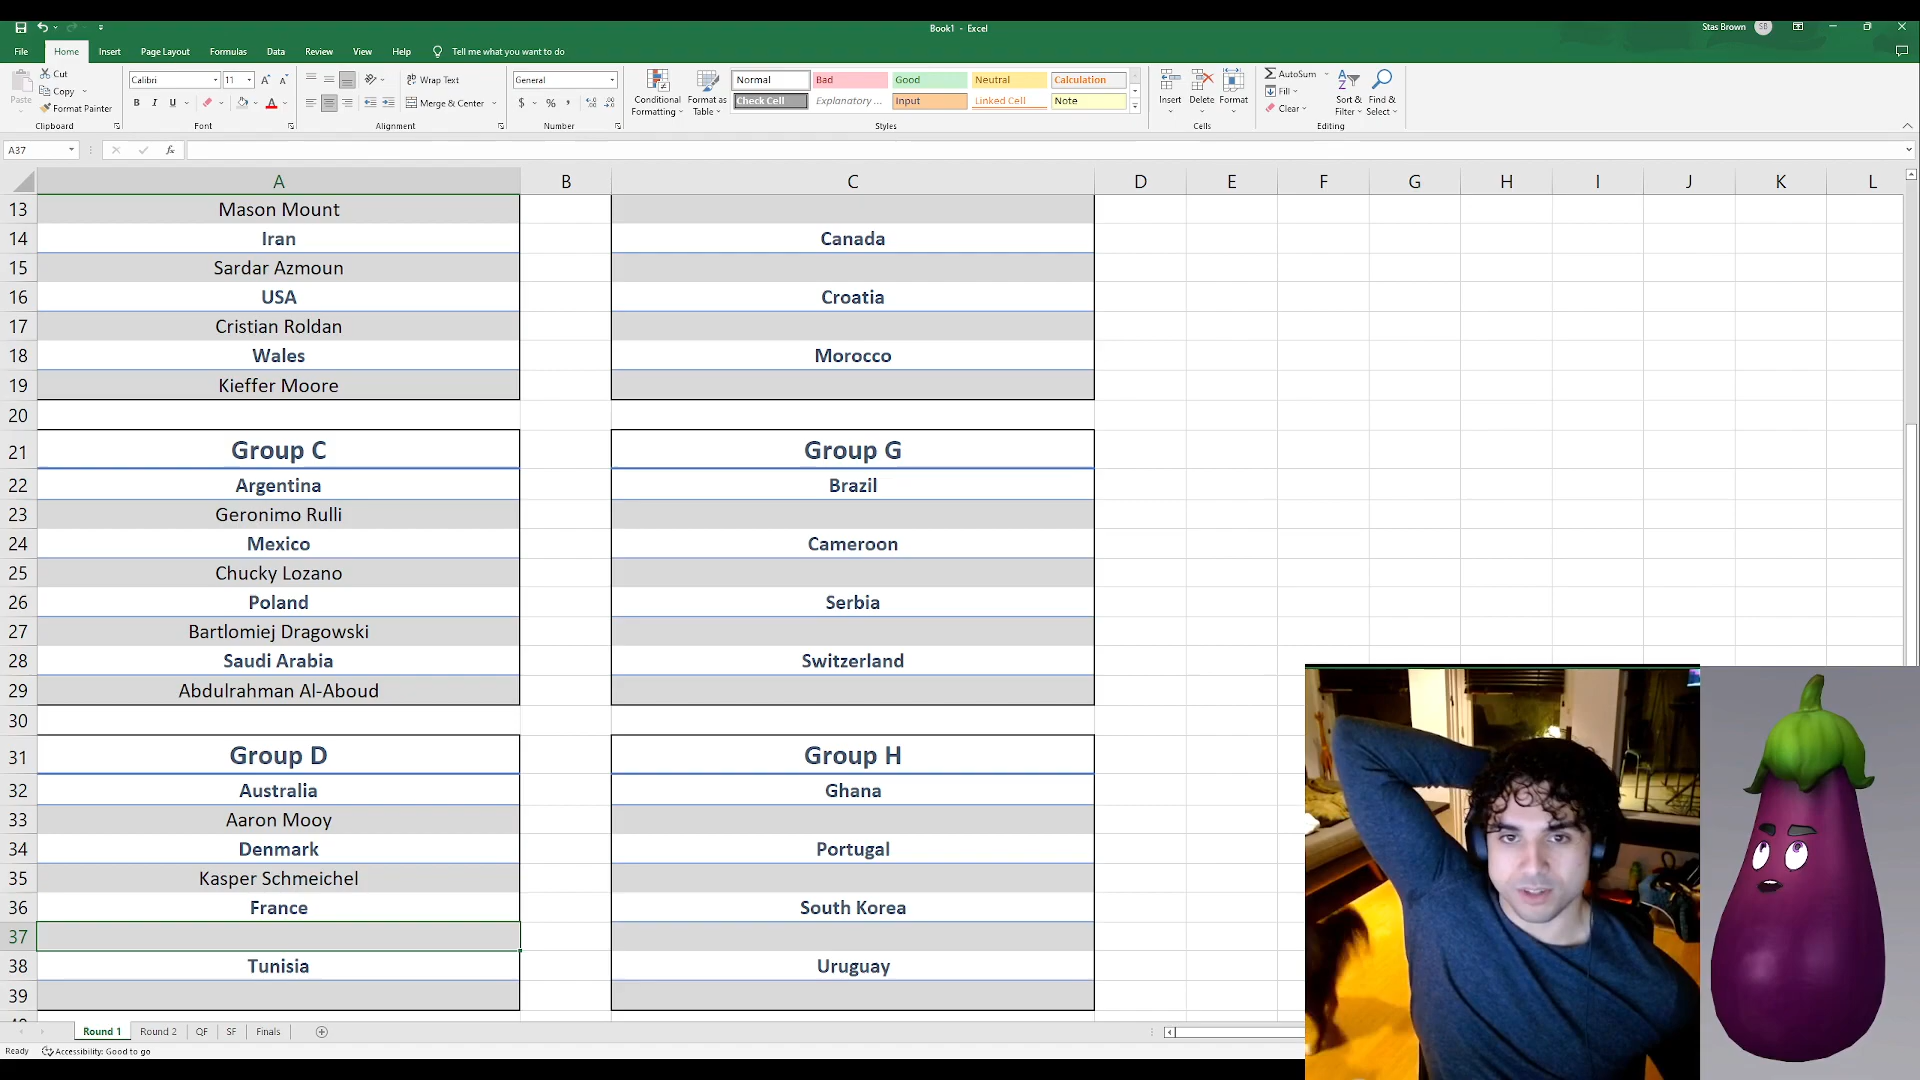 Book1 - Excel
Stas Brown
SB
File
Home
Insert
Page Layout
Formulas
Data
Review
View
Help
Tell me what you want to do
Paste
Cut
Copy
Format Painter
Clipboard
Calibri
11
B I U
Font
Wrap Text
Merge & Center
Alignment
General
$ % ,
Number
Conditional Formatting
Format as Table
Normal
Bad
Good
Neutral
Calculation
Check Cell
Explanatory ...
Input
Linked Cell
Note
Styles
Insert
Delete
Format
Cells
AutoSum
Fill
Clear
Sort & Filter
Find & Select
Editing
A37
fx
A B C D E F G H I J K L
13 Mason Mount
14 Iran Canada
15 Sardar Azmoun
16 USA Croatia
17 Cristian Roldan
18 Wales Morocco
19 Kieffer Moore
20
21 Group C Group G
22 Argentina Brazil
23 Geronimo Rulli
24 Mexico Cameroon
25 Chucky Lozano
26 Poland Serbia
27 Bartlomiej Dragowski
28 Saudi Arabia Switzerland
29 Abdulrahman Al-Aboud
30
31 Group D Group H
32 Australia Ghana
33 Aaron Mooy
34 Denmark Portugal
35 Kasper Schmeichel
36 France South Korea
37
38 Tunisia Uruguay
39
Round 1
Round 2
QF
SF
Finals
Ready
Accessibility: Good to go